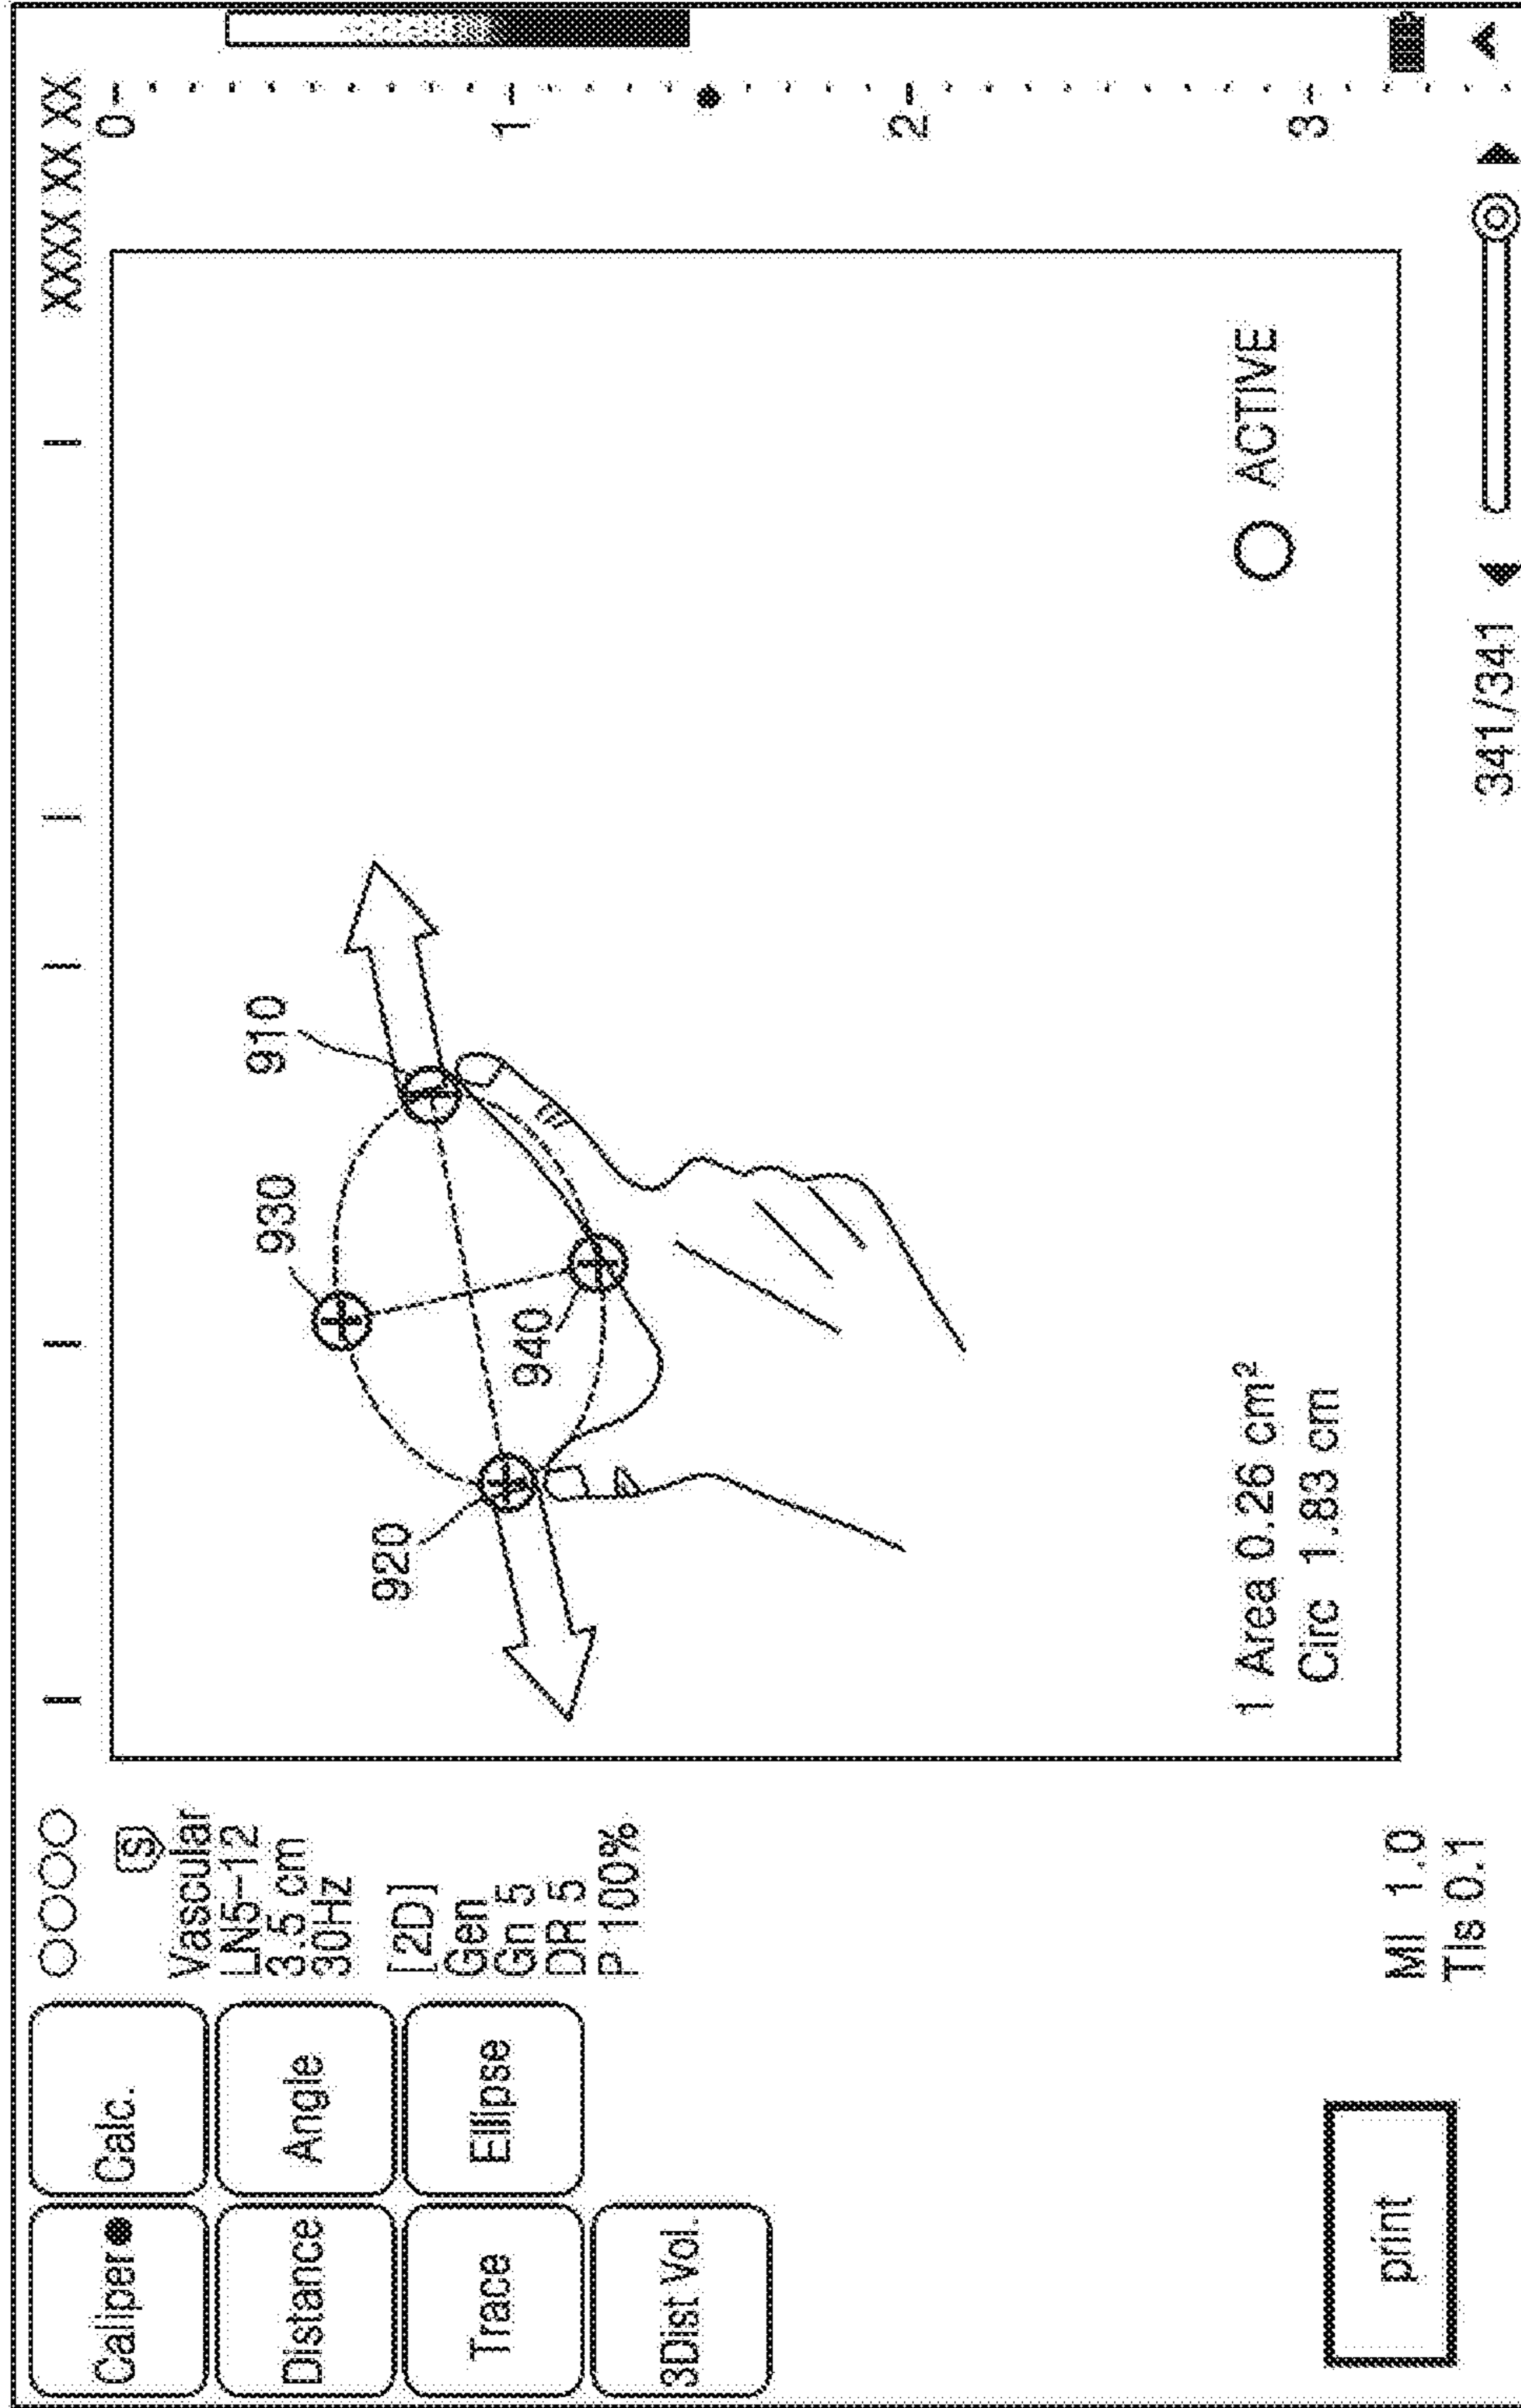 Caliper Calc.
Distance Angle
Trace Ellipse
3Dist Vol.
print
S
Vascular
LN5-12
3.5 cm
30Hz
[2D]
Gen
Gn 5
DR 5
P 100%
MI 1.0
TIs 0.1
XXXX XX XX
910
930
920
940
1 Area 0.26 cm²
Circ 1.83 cm
ACTIVE
0
1
2
3
341/341